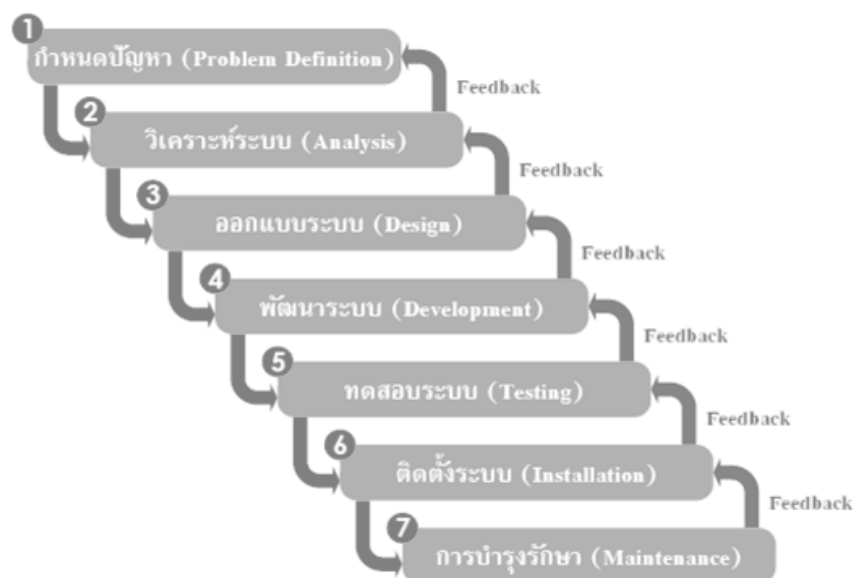 1
กำหนดปัญหา (Problem Definition)
Feedback
2
วิเคราะห์ระบบ (Analysis)
Feedback
3
ออกแบบระบบ (Design)
Feedback
4
พัฒนาระบบ (Development)
Feedback
5
ทดสอบระบบ (Testing)
Feedback
6
ติดตั้งระบบ (Installation)
Feedback
7
การบำรุงรักษา (Maintenance)